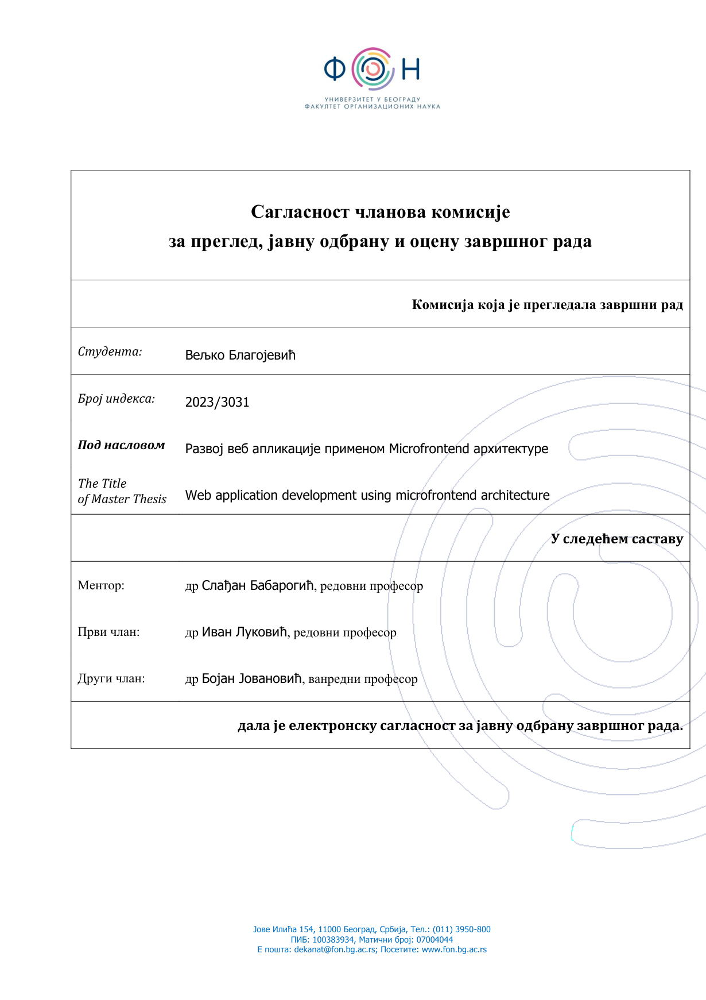 Ф Н
УНИВЕРЗИТЕТ У БЕОГРАДУ
ФАКУЛТЕТ ОРГАНИЗАЦИОНИХ НАУКА
Сагласност чланова комисије
за преглед, јавну одбрану и оцену завршног рада
Комисија која је прегледала завршни рад
Студента: Вељко Благојевић
Број индекса: 2023/3031
Под насловом Развој веб апликације применом Microfrontend архитектуре
The Title
of Master Thesis Web application development using microfrontend architecture
У следећем саставу
Ментор: др Слађан Бабарогић, редовни професор
Први члан: др Иван Луковић, редовни професор
Други члан: др Бојан Јовановић, ванредни професор
дала је електронску сагласност за јавну одбрану завршног рада.
Јове Илића 154, 11000 Београд, Србија, Тел.: (011) 3950-800
ПИБ: 100383934, Матични број: 07004044
Е пошта: dekanat@fon.bg.ac.rs; Посетите: www.fon.bg.ac.rs